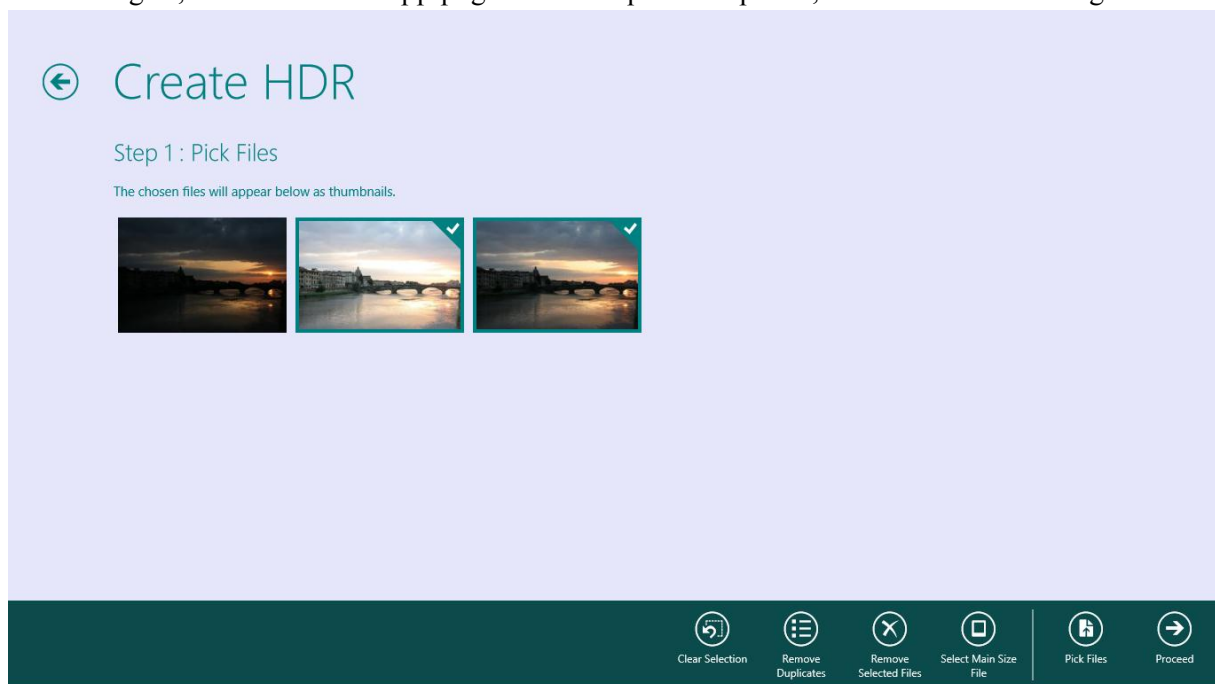 Create HDR
Step 1 : Pick Files
The chosen files will appear below as thumbnails.
Clear Selection
Remove
Duplicates
Remove
Selected Files
Select Main Size
File
Pick Files
Proceed